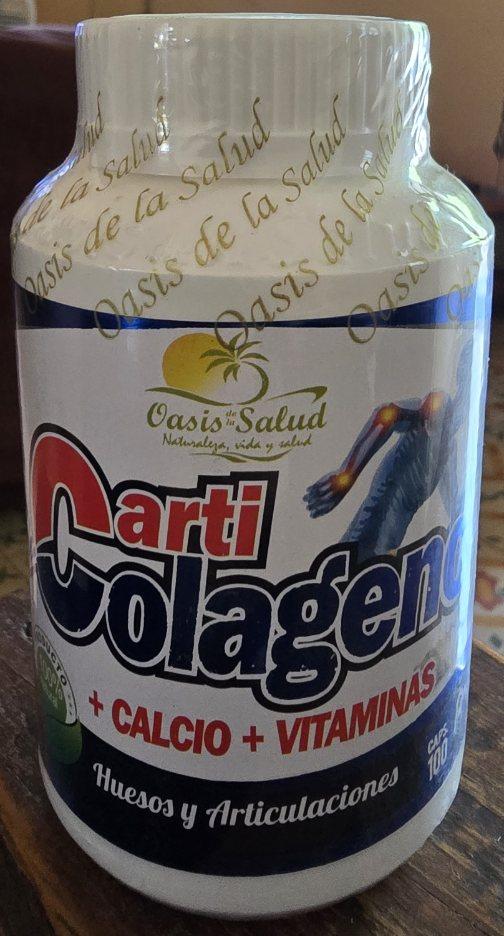 Oasis de la Salud
Oasis de la Salud
Oasis de la Salud
Oasis de la Salud
Oasis de la Salud
Naturaleza, vida y salud
Carti
Colageno
+ CALCIO + VITAMINAS
CAPS
100
Huesos y Articulaciones